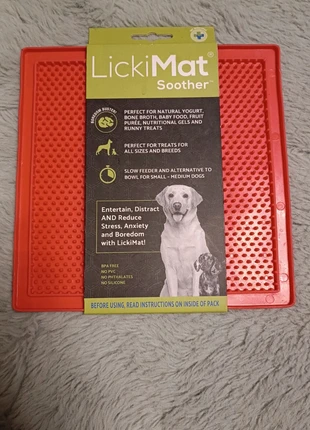 LickiMat®
Soother™
BOREDOM BUSTER!
PERFECT FOR NATURAL YOGURT,
BONE BROTH, BABY FOOD, FRUIT
PURÉE, NUTRITIONAL GELS AND
RUNNY TREATS
PERFECT FOR TREATS FOR
ALL SIZES AND BREEDS
SLOW FEEDER AND ALTERNATIVE TO
BOWL FOR SMALL - MEDIUM DOGS
Entertain, Distract
AND Reduce
Stress, Anxiety
and Boredom
with LickiMat!
BPA FREE
NO PVC
NO PHTHALATES
NO SILICONE
BEFORE USING, READ INSTRUCTIONS ON INSIDE OF PACK